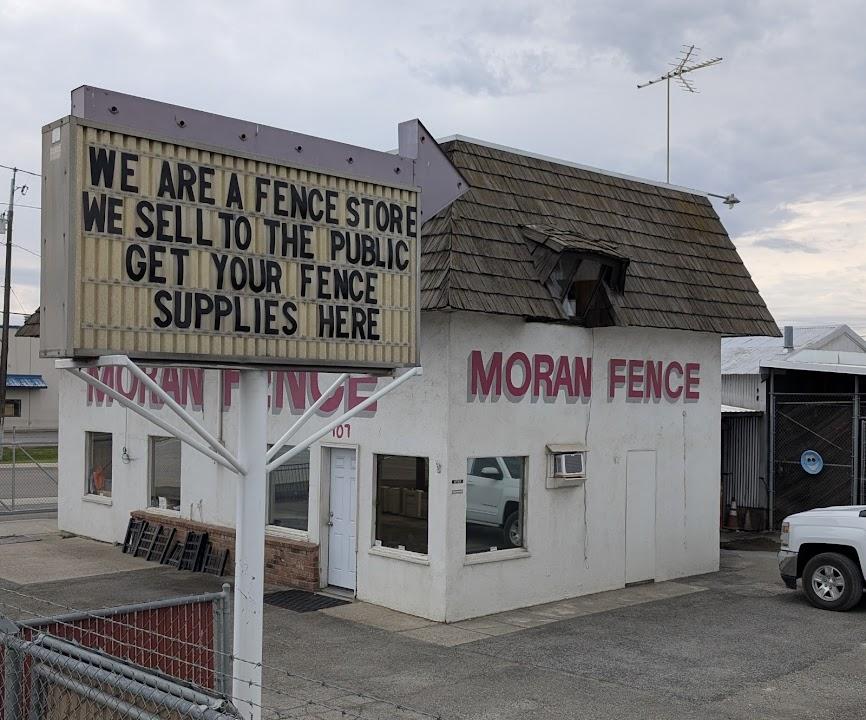 WE ARE A FENCE STORE
WE SELL TO THE PUBLIC
GET YOUR FENCE
SUPPLIES HERE
MORAN FENCE
107
MORAN FENCE